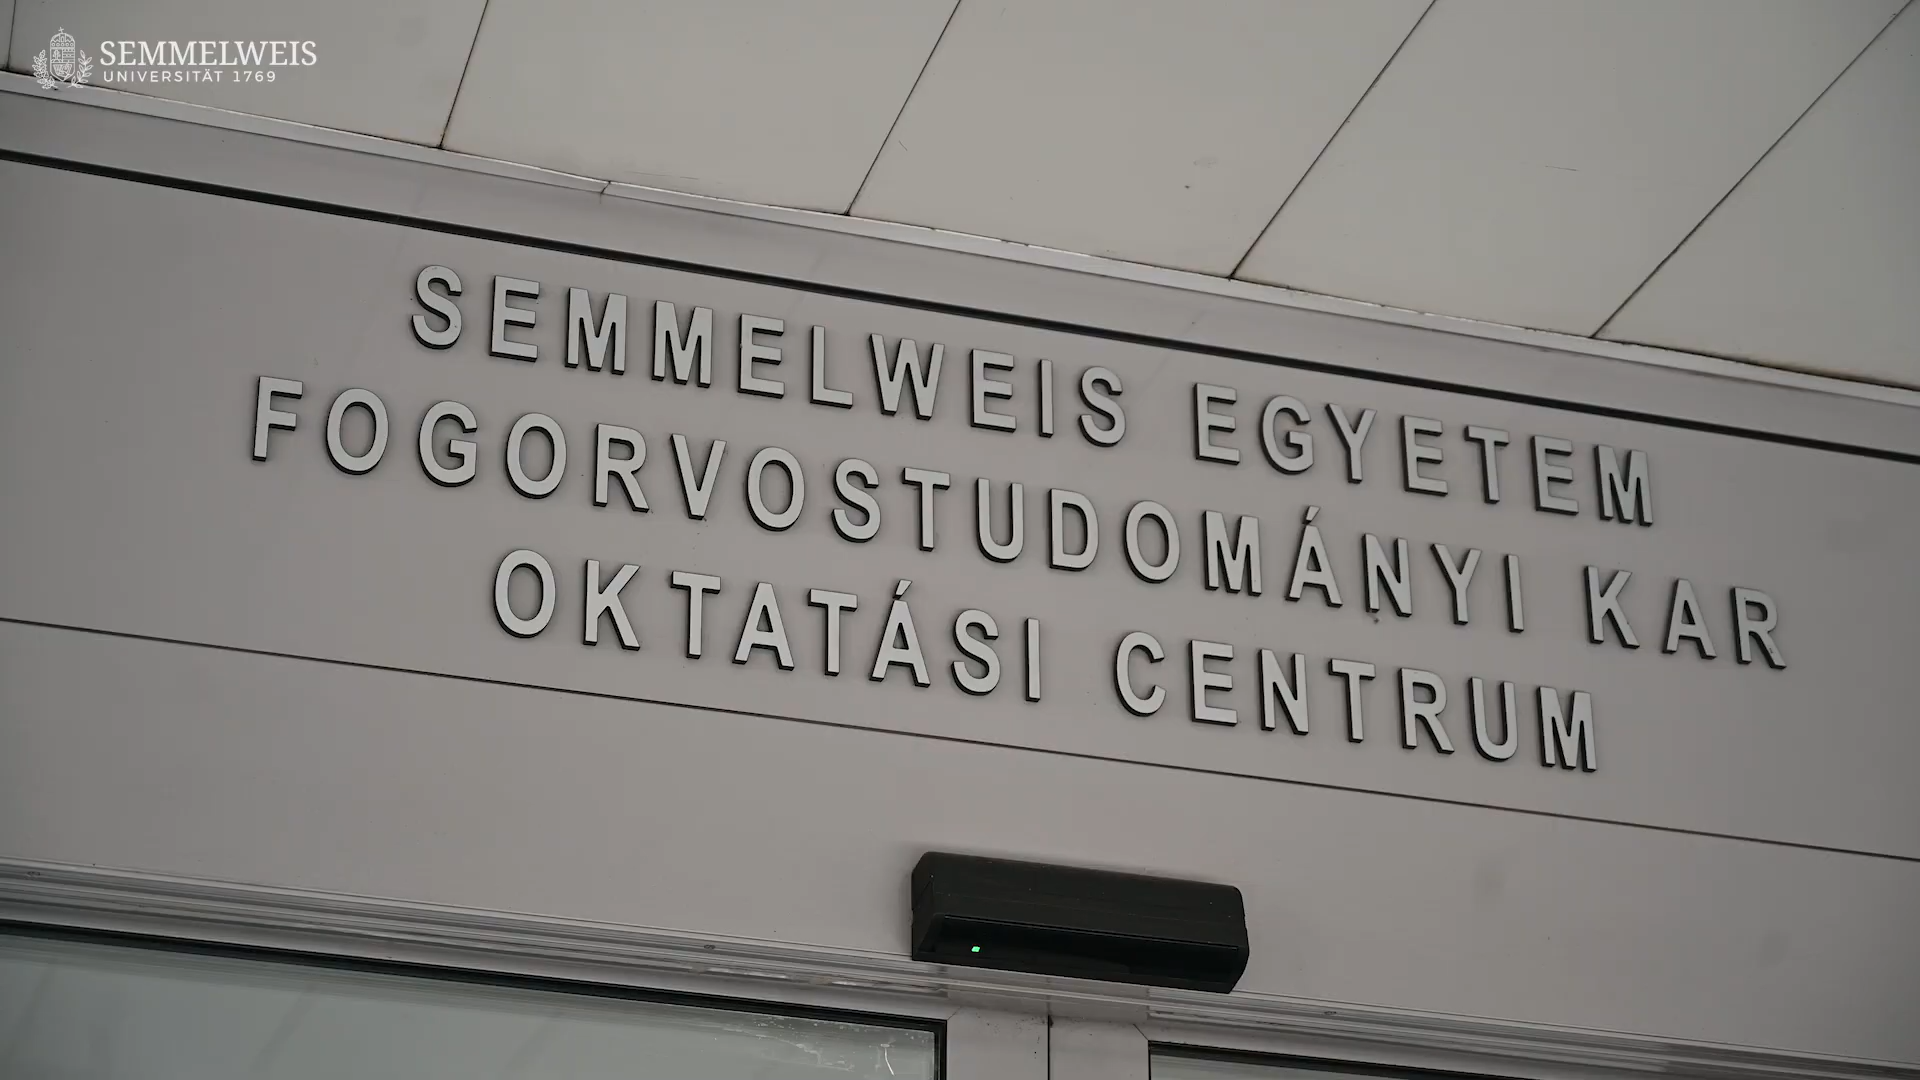 SEMMELWEIS
UNIVERSITÄT 1769
SEMMELWEIS EGYETEM
FOGORVOSTUDOMÁNYI KAR
OKTATÁSI CENTRUM